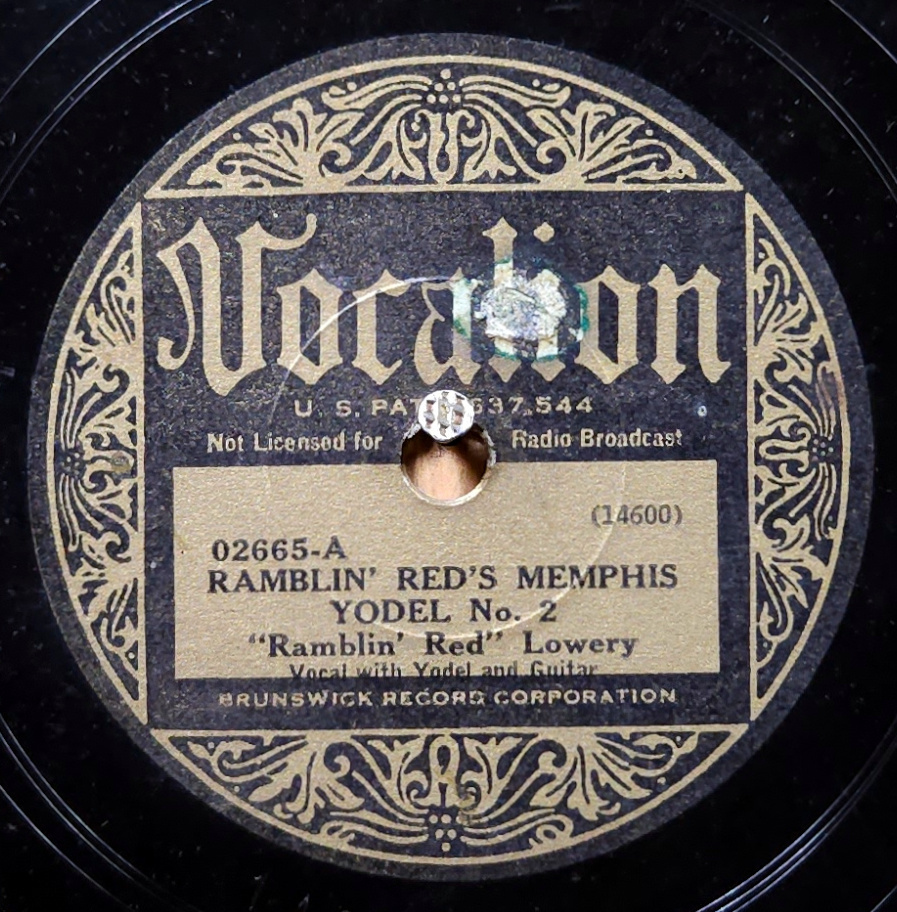 Vocalion
U. S. PAT. 1,637,544
Not Licensed for Radio Broadcast
(14600)
02665-A
RAMBLIN' RED'S MEMPHIS
YODEL No. 2
"Ramblin' Red" Lowery
Vocal with Yodel and Guitar
BRUNSWICK RECORD CORPORATION